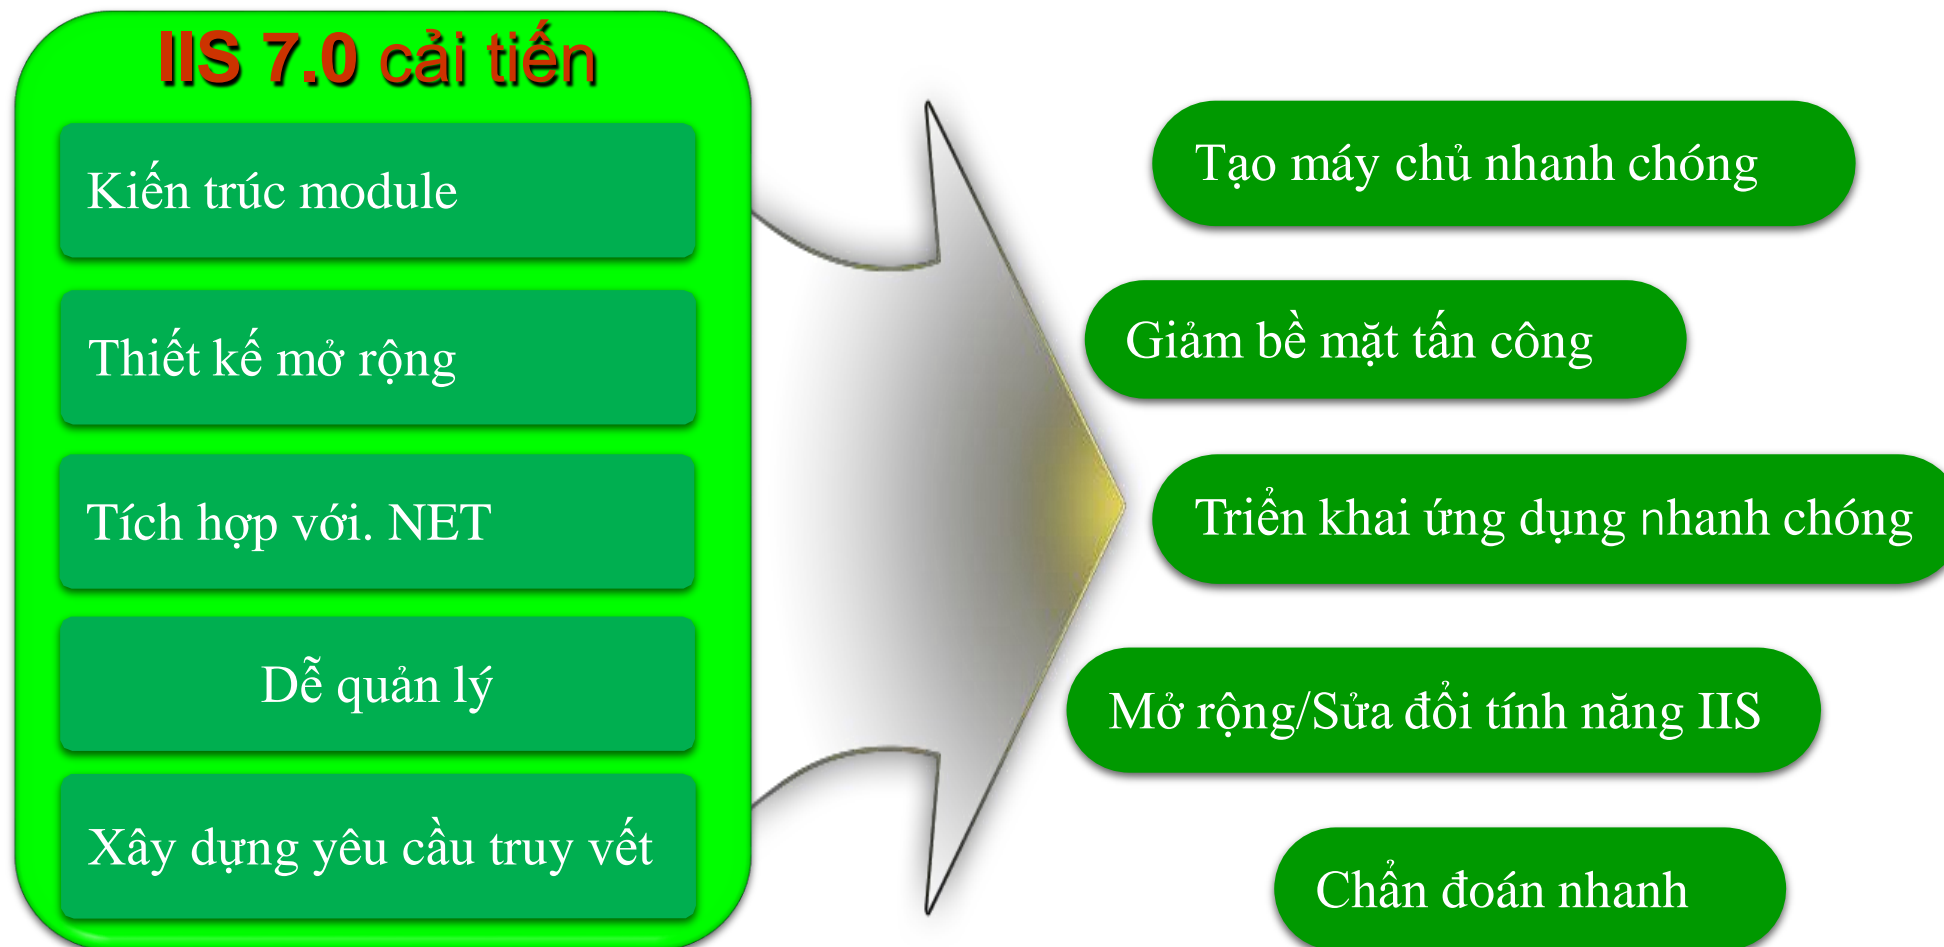 IIS 7.0 cải tiến
Kiến trúc module
Thiết kế mở rộng
Tích hợp với. NET
Dễ quản lý
Xây dựng yêu cầu truy vết
Tạo máy chủ nhanh chóng
Giảm bề mặt tấn công
Triển khai ứng dụng nhanh chóng
Mở rộng/Sửa đổi tính năng IIS
Chẩn đoán nhanh